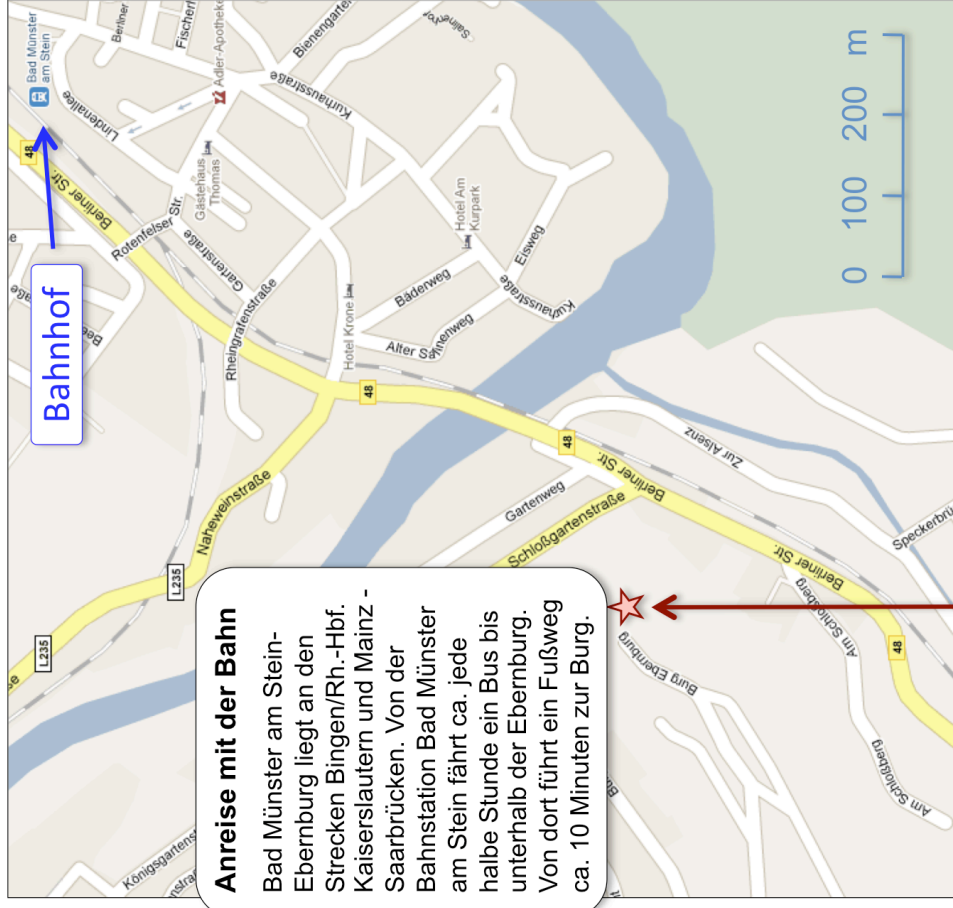 Bahnhof
Anreise mit der Bahn
Bad Münster am Stein-
Ebernburg liegt an den
Strecken Bingen/Rh.-Hbf.
Kaiserslautern und Mainz -
Saarbrücken. Von der
Bahnstation Bad Münster
am Stein fährt ca. jede
halbe Stunde ein Bus bis
unterhalb der Ebernburg.
Von dort führt ein Fußweg
ca. 10 Minuten zur Burg.
Bad Münster
am Stein
Berliner
Lindenallee
Adler-Apotheke
Bienengarten
Salinenhof
Kurhausstraße
48
Berliner Str.
Rotenfelser Str.
Gästehaus
Thomas
Gartenstraße
Rheingrafenstraße
Hotel Krone
Hotel Am
Kurpark
Bäderweg
Eisweg
Alter Salinenweg
Kurhausstraße
48
Naheweinstraße
L235
L235
48
Berliner Str.
Zur Alsenz
Gartenweg
Schloßgartenstraße
Berliner Str.
Am Schloßberg
Burg Ebernburg
48
Am Schloßberg
0 100 200 m